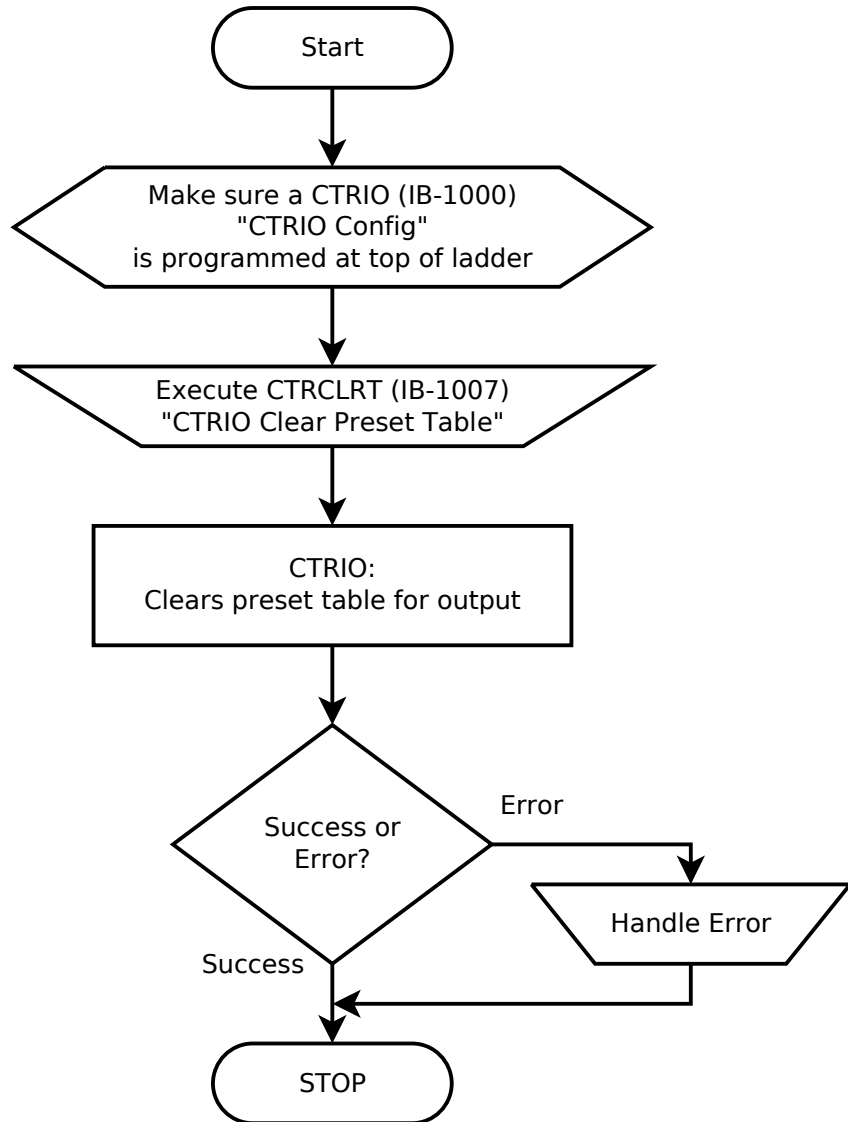 Start
Make sure a CTRIO (IB-1000)
"CTRIO Config"
is programmed at top of ladder
Execute CTRCLRT (IB-1007)
"CTRIO Clear Preset Table"
CTRIO:
Clears preset table for output
Success or
Error?
Error
Handle Error
Success
STOP